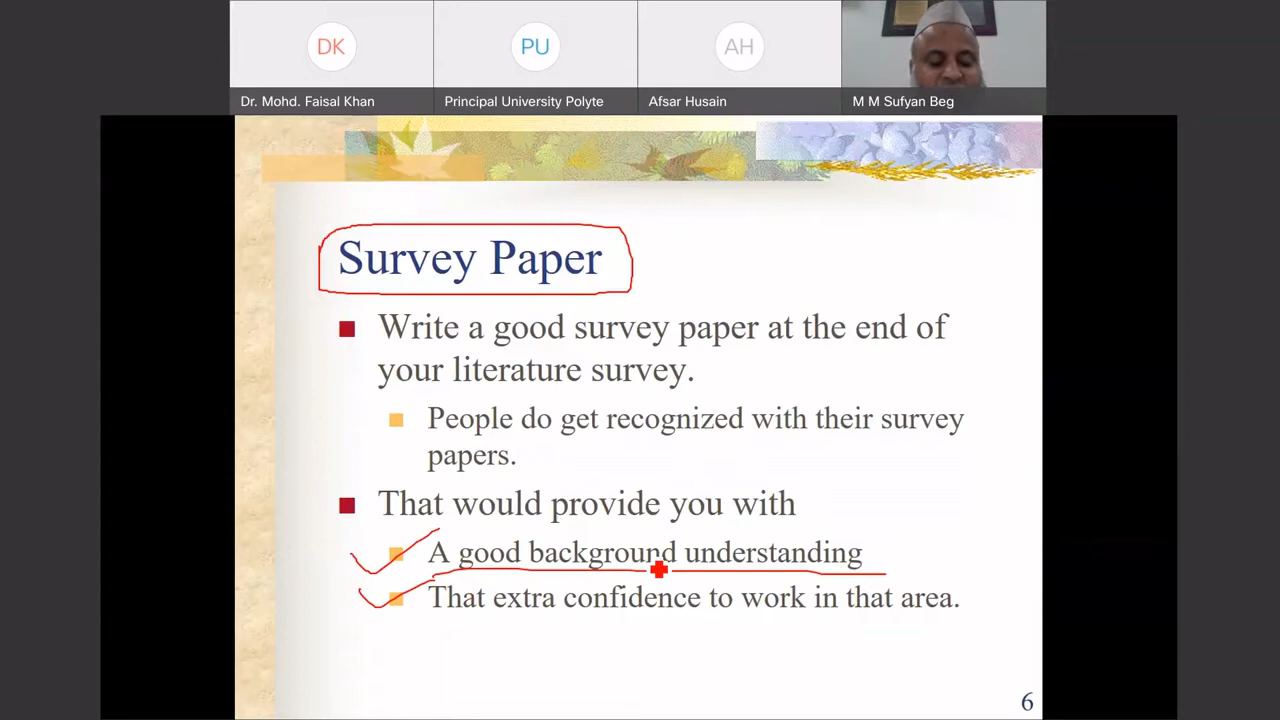 DK
PU
AH
Dr. Mohd. Faisal Khan
Principal University Polyte
Afsar Husain
M M Sufyan Beg
Survey Paper
Write a good survey paper at the end of
your literature survey.
People do get recognized with their survey
papers.
That would provide you with
A good background understanding
That extra confidence to work in that area.
6